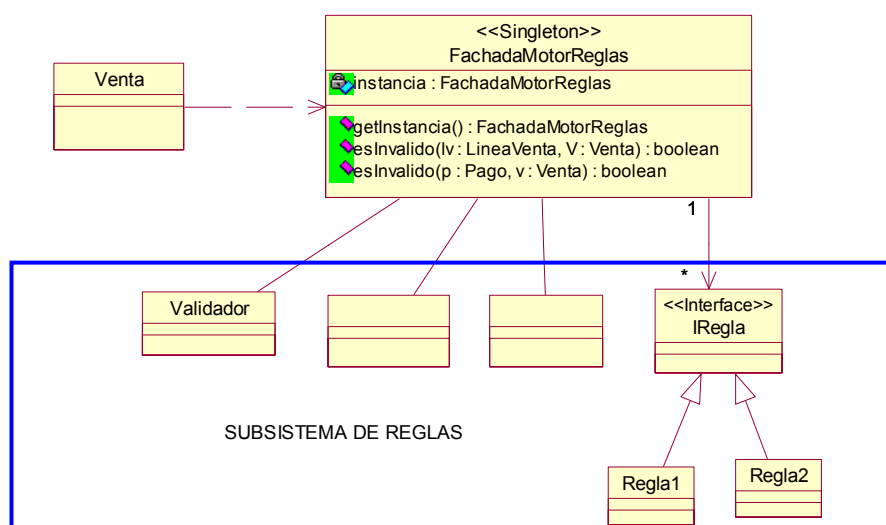 <<Singleton>>
FachadaMotorReglas
Venta
instancia : FachadaMotorReglas
getInstancia() : FachadaMotorReglas
esInvalido(lv : LineaVenta, V : Venta) : boolean
esInvalido(p : Pago, v : Venta) : boolean
1
*
Validador
<<Interface>>
IRegla
SUBSISTEMA DE REGLAS
Regla1
Regla2